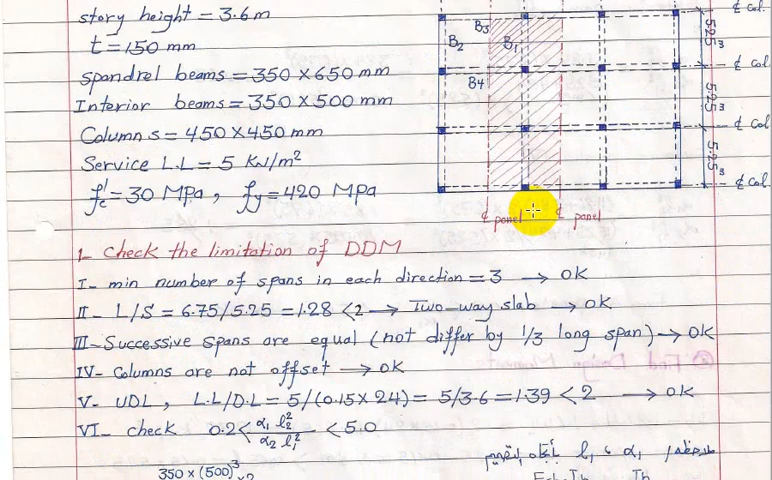 story height = 3.6 m
t = 150 mm
spandrel beams = 350 x 650 mm
Interior beams = 350 x 500 mm
Columns = 450 x 450 mm
Service L.L = 5 KN/m²
f'c = 30 MPa, fy = 420 MPa
B3
B2
B1
B4
5.25
5.25
5.25
¢ Col.
¢ Col
¢ Col
¢ Col
¢ panel
¢ panel
1- Check the limitation of DDM
I- min number of spans in each direction = 3 → OK
II- L/S = 6.75/5.25 = 1.28 < 2 → Two-way slab → OK
III- Successive spans are equal (not differ by 1/3 long span) → OK
IV- Columns are not offset → OK
V- UDL, L.L/D.L = 5/(0.15 x 24) = 5/3.6 = 1.39 < 2 → OK
VI- check 0.2 < α1 l2² / α2 l1² < 5.0
α1 , l1
350 x (500)³ x2
Ecb.Ib Ib